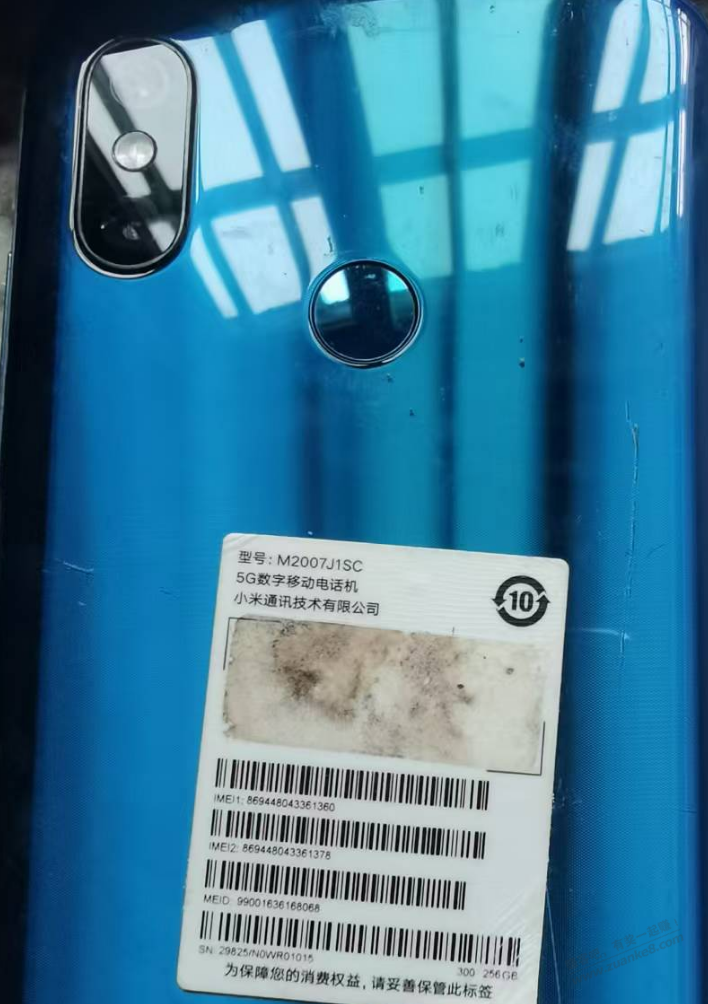 型号: M2007J1SC
5G数字移动电话机
小米通讯技术有限公司
10
IMEI1: 869448043361360
IMEI2: 869448043361378
MEID: 99001636168068
SN: 29825/N0WR01015
300 256GB
为保障您的消费权益,请妥善保管此标签